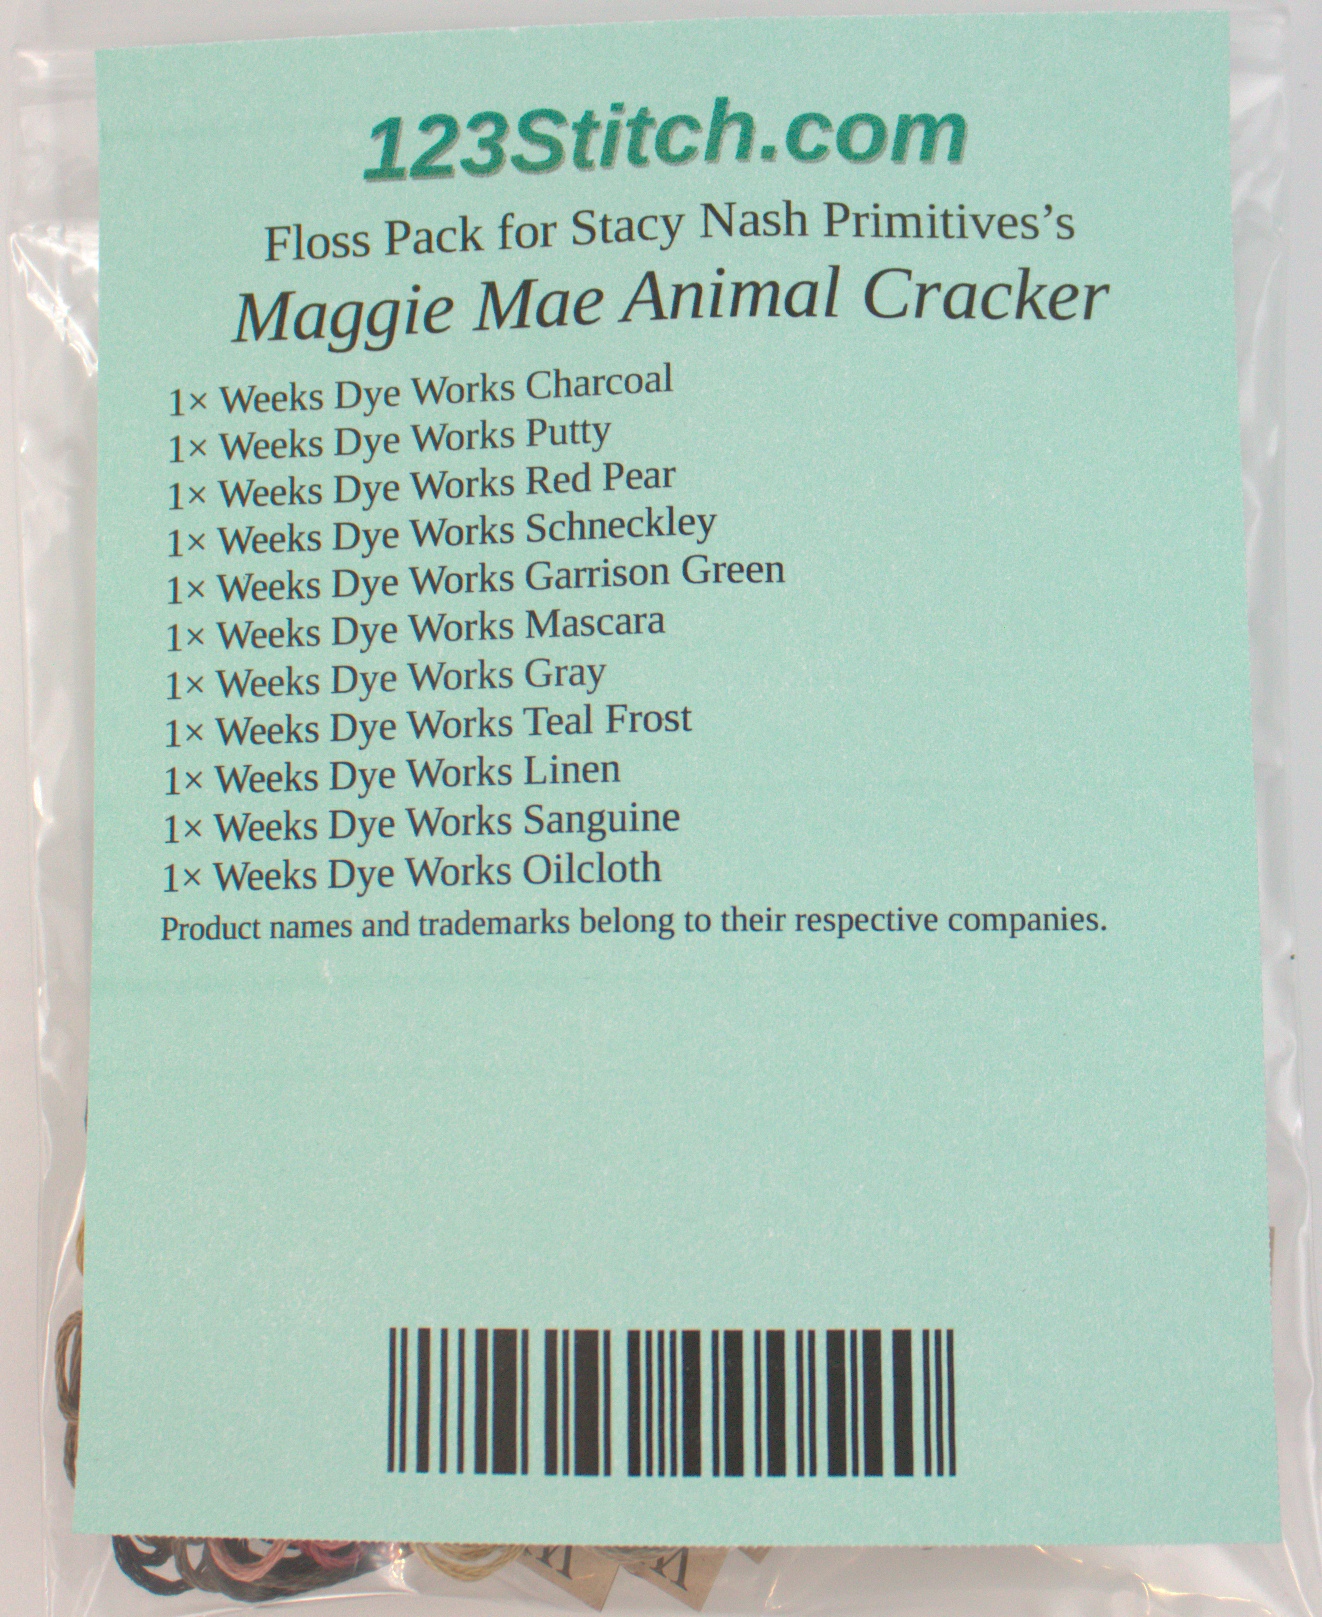 123Stitch.com
Floss Pack for Stacy Nash Primitives’s
Maggie Mae Animal Cracker
1× Weeks Dye Works Charcoal
1× Weeks Dye Works Putty
1× Weeks Dye Works Red Pear
1× Weeks Dye Works Schneckley
1× Weeks Dye Works Garrison Green
1× Weeks Dye Works Mascara
1× Weeks Dye Works Gray
1× Weeks Dye Works Teal Frost
1× Weeks Dye Works Linen
1× Weeks Dye Works Sanguine
1× Weeks Dye Works Oilcloth
Product names and trademarks belong to their respective companies.